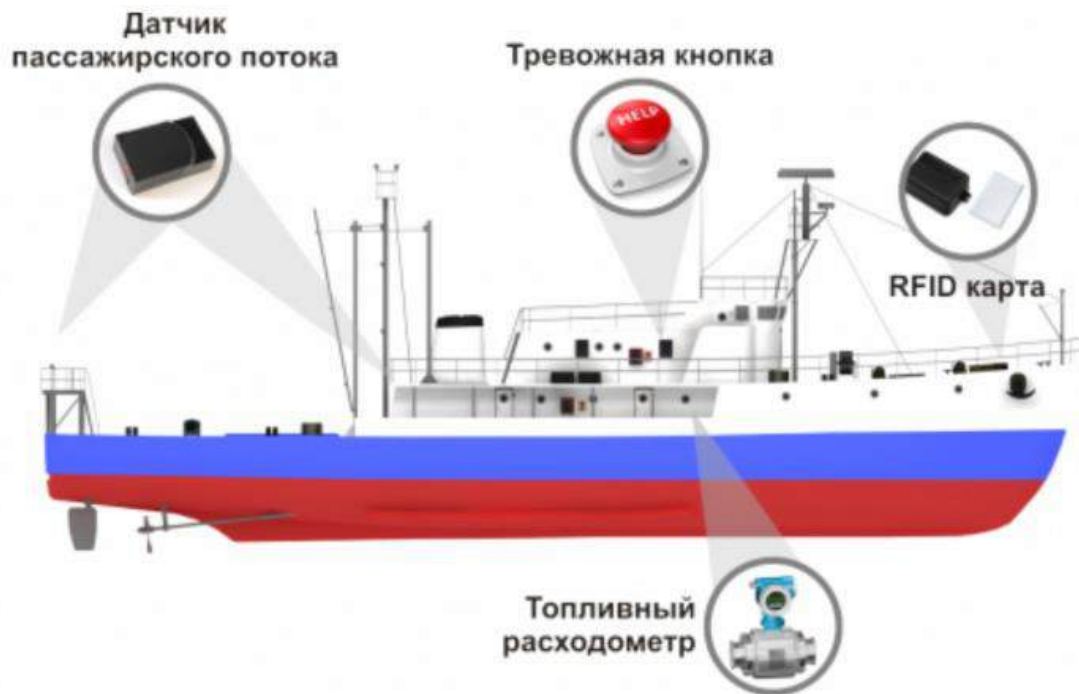 Датчик
пассажирского потока
Тревожная кнопка
HELP
RFID карта
Топливный
расходометр